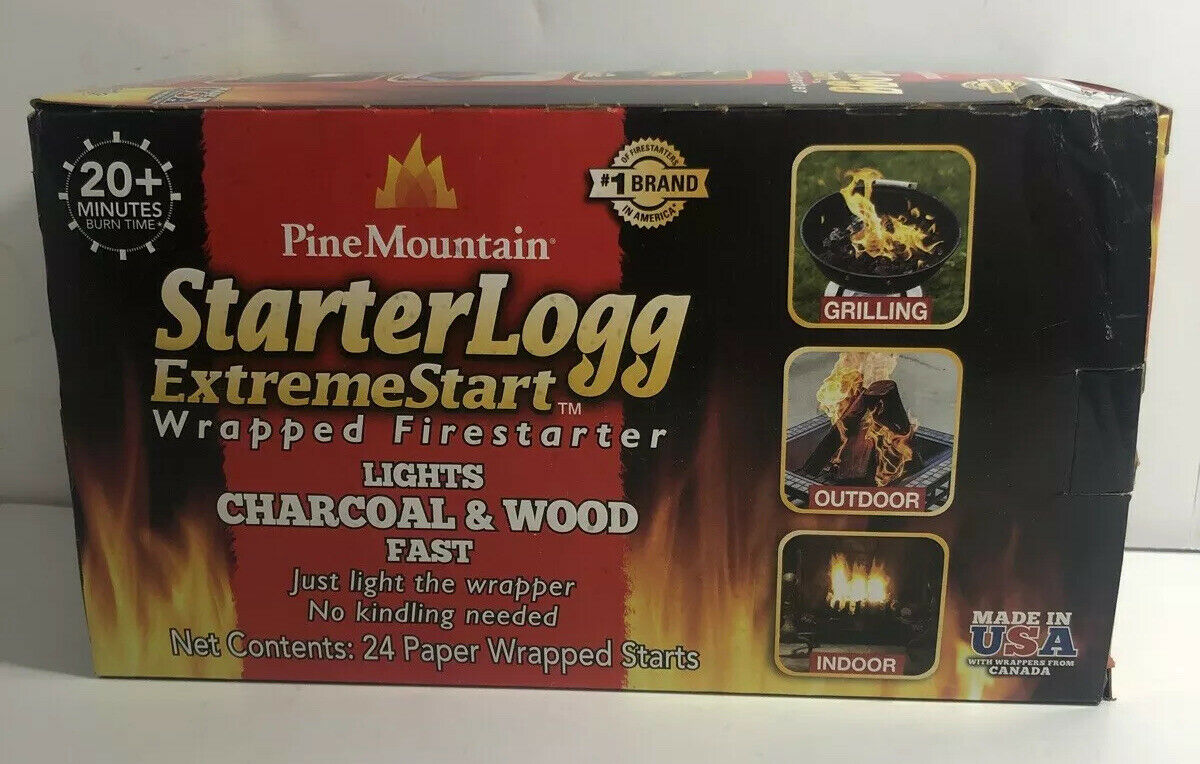 20+
MINUTES
BURN TIME*
PineMountain®
StarterLogg
ExtremeStart™
Wrapped Firestarter
LIGHTS
CHARCOAL & WOOD
FAST
Just light the wrapper
No kindling needed
Net Contents: 24 Paper Wrapped Starts
OF FIRESTARTERS
#1 BRAND
IN AMERICA*
GRILLING
OUTDOOR
INDOOR
MADE IN
USA
WITH WRAPPERS FROM
CANADA